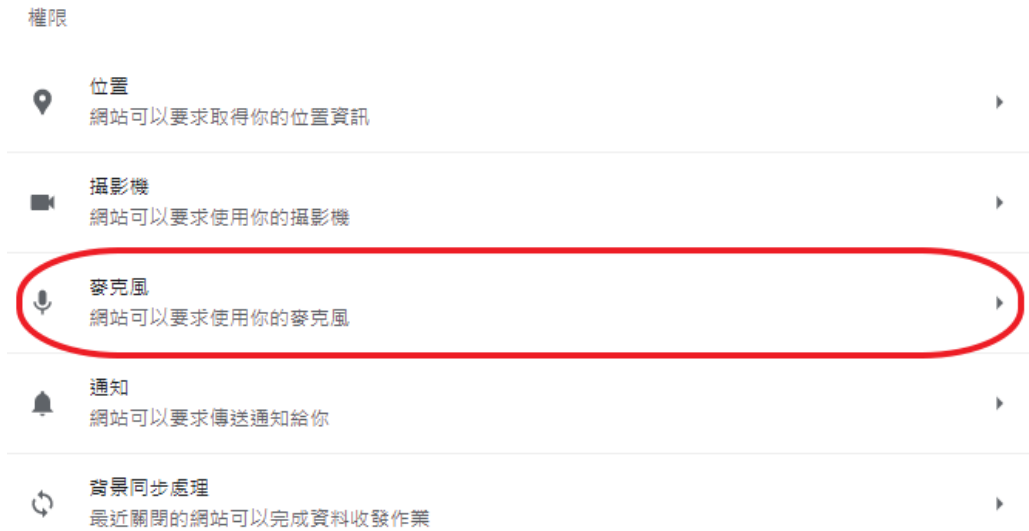 權限
位置
網站可以要求取得你的位置資訊
攝影機
網站可以要求使用你的攝影機
麥克風
網站可以要求使用你的麥克風
通知
網站可以要求傳送通知給你
背景同步處理
最近關閉的網站可以完成資料收發作業